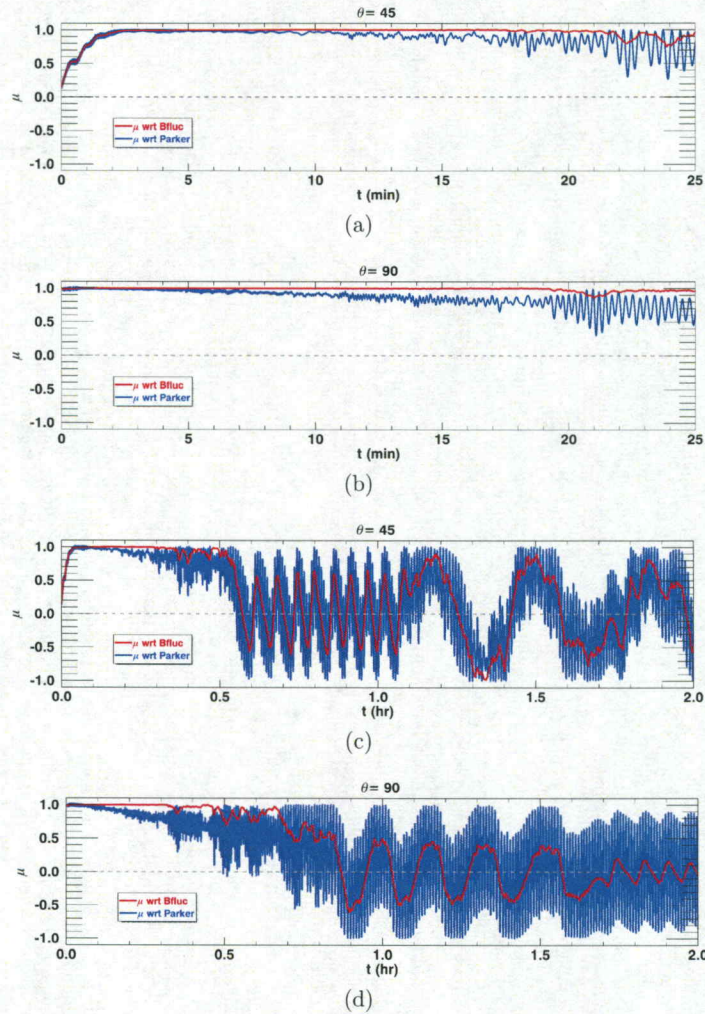 θ= 45
1.0
0.5
0.0
-0.5
-1.0
μ
μ wrt Bfluc
μ wrt Parker
0 5 10 15 20 25
t (min)
(a)
θ= 90
1.0
0.5
0.0
-0.5
-1.0
μ
μ wrt Bfluc
μ wrt Parker
0 5 10 15 20 25
t (min)
(b)
θ= 45
1.0
0.5
0.0
-0.5
-1.0
μ
μ wrt Bfluc
μ wrt Parker
0.0 0.5 1.0 1.5 2.0
t (hr)
(c)
θ= 90
1.0
0.5
0.0
-0.5
-1.0
μ
μ wrt Bfluc
μ wrt Parker
0.0 0.5 1.0 1.5 2.0
t (hr)
(d)